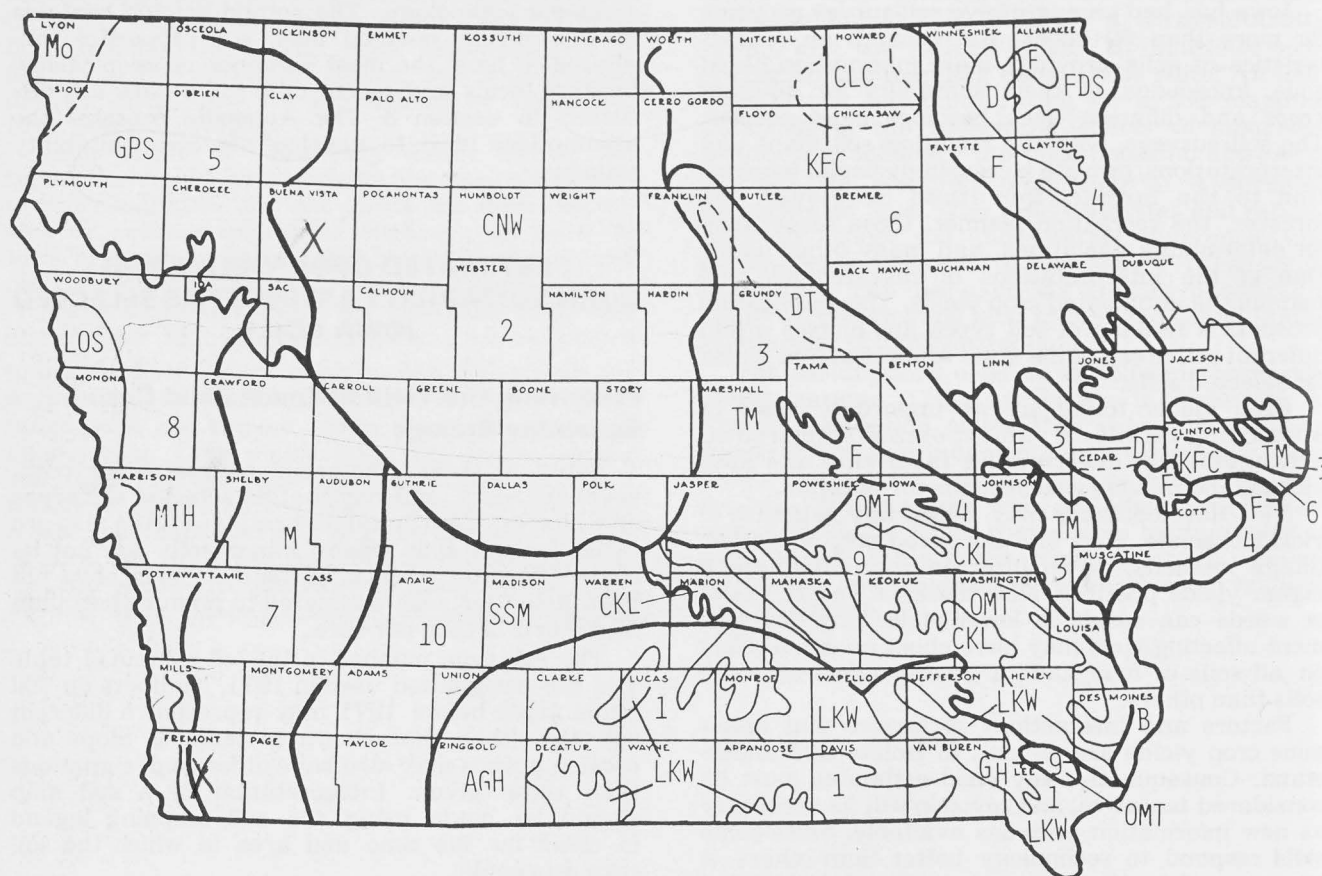 LYON OSCEOLA DICKINSON EMMET KOSSUTH WINNEBAGO WORTH MITCHELL HOWARD WINNESHIEK ALLAMAKEE
Mo CLC F FDS
SIOUX O'BRIEN CLAY PALO ALTO HANCOCK CERRO GORDO FLOYD CHICKASAW D
GPS 5 KFC FAYETTE CLAYTON
F 4
PLYMOUTH CHEROKEE BUENA VISTA POCAHONTAS HUMBOLDT WRIGHT FRANKLIN BUTLER BREMER
CNW 6
WOODBURY IDA SAC CALHOUN WEBSTER HAMILTON HARDIN GRUNDY BLACK HAWK BUCHANAN DELAWARE DUBUQUE
DT
LOS 2 3 TAMA BENTON LINN JONES JACKSON
MONONA CRAWFORD CARROLL GREENE BOONE STORY MARSHALL F
8 TM F F 3 CEDAR DT CLINTON KFC TM 3
HARRISON SHELBY AUDUBON GUTHRIE DALLAS POLK JASPER POWESHIEK IOWA JOHNSON F 6
MIH M OMT 4 F TM COTT F 4
9 CKL 3 MUSCATINE
POTTAWATTAMIE CASS ADAIR MADISON WARREN MARION MAHASKA KEOKUK WASHINGTON
7 10 SSM CKL OMT
CKL LOUISA
MILLS MONTGOMERY ADAMS UNION CLARKE LUCAS MONROE WAPELLO JEFFERSON HENRY
1 LKW LKW DES MOINES
B
FREMONT PAGE TAYLOR RINGGOLD DECATUR WAYNE APPANOOSE DAVIS VAN BUREN
AGH LKW 1 GH LEE 9
1
LKW OMT